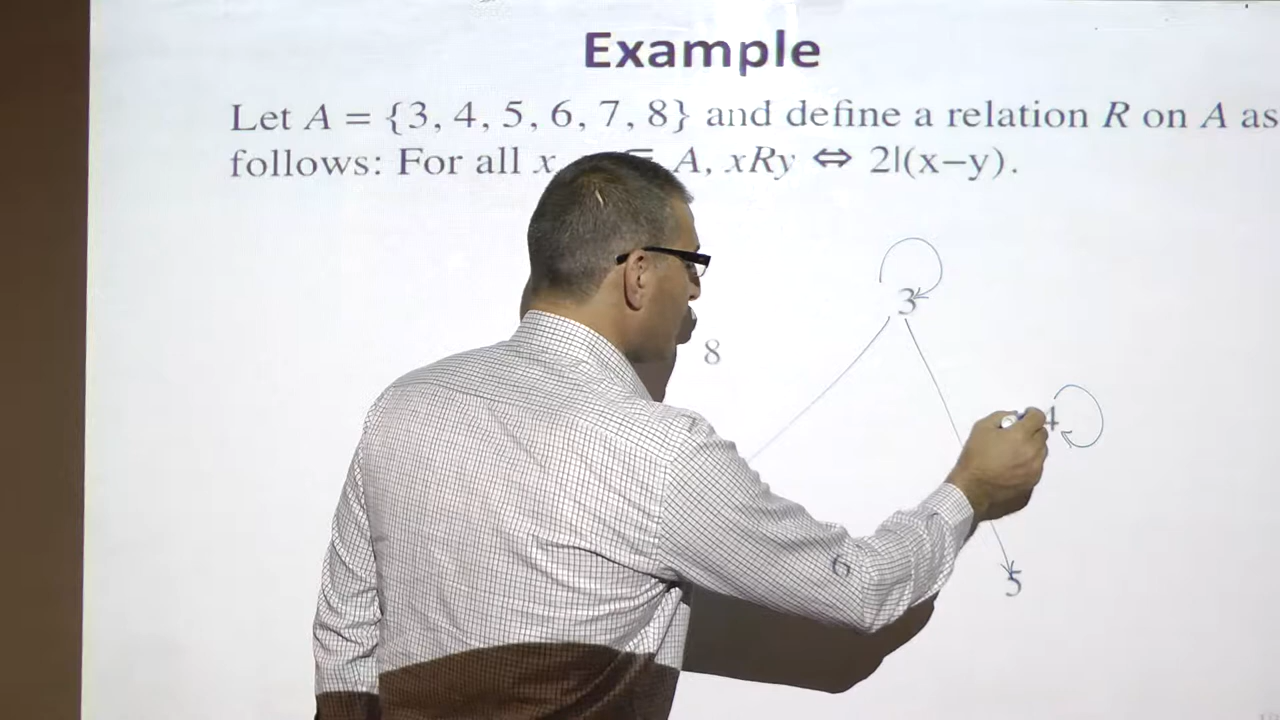 Example
Let A = {3, 4, 5, 6, 7, 8} and define a relation R on A as
follows: For all x A, xRy ⇔ 2|(x−y).
3
8
4
6
5